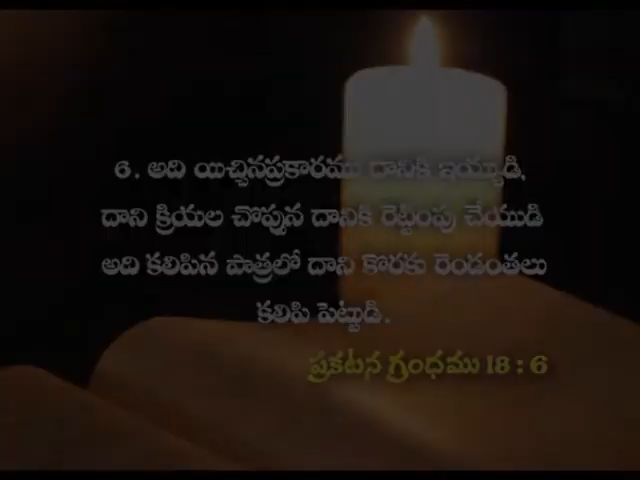 6. అది యిచ్చినప్రకారము దానికి ఇయ్యుడి,
దాని క్రియల చొప్పున దానికి రెట్టింపు చేయుడి
అది కలిపిన పాత్రలో దాని కొరకు రెండంతలు
కలిపి పెట్టుడి.
ప్రకటన గ్రంథము 18 : 6